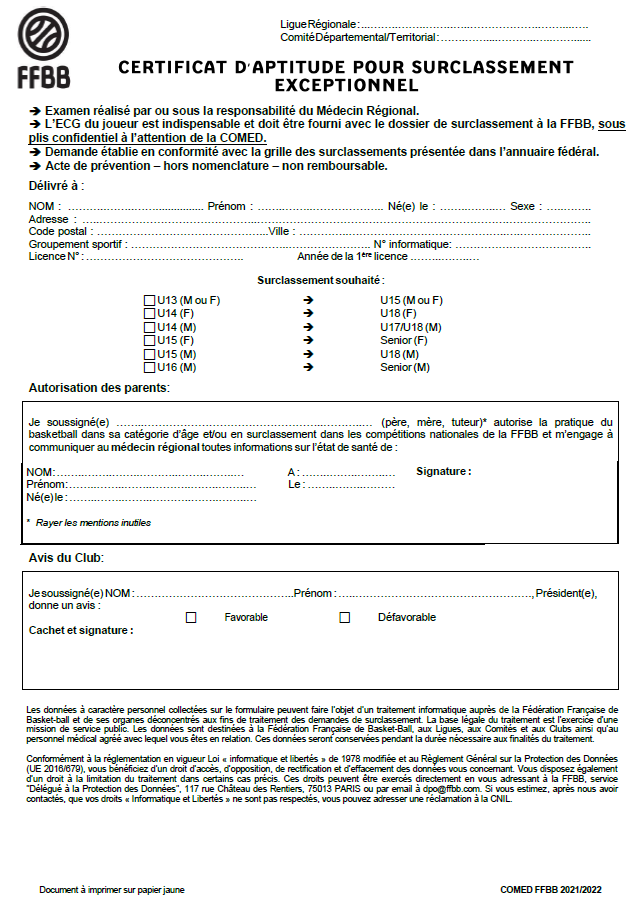 FFBB
Ligue Régionale : ………………………………………………….
Comité Départemental/Territorial : …………………………………
CERTIFICAT D'APTITUDE POUR SURCLASSEMENT
EXCEPTIONNEL
➔ Examen réalisé par ou sous la responsabilité du Médecin Régional.
➔ L'ECG du joueur est indispensable et doit être fourni avec le dossier de surclassement à la FFBB, sous
plis confidentiel à l'attention de la COMED.
➔ Demande établie en conformité avec la grille des surclassements présentée dans l'annuaire fédéral.
➔ Acte de prévention – hors nomenclature – non remboursable.
Délivré à :
NOM : ………………………………… Prénom : ……………………………. Né(e) le : ……………… Sexe : …………
Adresse : ………………………………………………………………………………………………
Code postal : ……………………………………Ville : ………………………………………………………………
Groupement sportif : ……………………………………………………… N° informatique: ……………………………..
Licence N° : ………………………………….. Année de la 1ère licence ………………
Surclassement souhaité :
U13 (M ou F) ➔ U15 (M ou F)
U14 (F) ➔ U18 (F)
U14 (M) ➔ U17/U18 (M)
U15 (F) ➔ Senior (F)
U15 (M) ➔ U18 (M)
U16 (M) ➔ Senior (M)
Autorisation des parents:
Je soussigné(e) ………………………………………………………… (père, mère, tuteur)* autorise la pratique du
basketball dans sa catégorie d'âge et/ou en surclassement dans les compétitions nationales de la FFBB et m'engage à
communiquer au médecin régional toutes informations sur l'état de santé de :
NOM : ………………………………………… A : …………………… Signature :
Prénom : ………………………………………… Le : ……………………
Né(e) le : …………………………………………
* Rayer les mentions inutiles
Avis du Club:
Je soussigné(e) NOM : …………………………………..Prénom : …………………………………………, Président(e),
donne un avis :
Favorable Défavorable
Cachet et signature :
Les données à caractère personnel collectées sur le formulaire peuvent faire l'objet d'un traitement informatique auprès de la Fédération Française de
Basket-ball et de ses organes déconcentrés aux fins de traitement des demandes de surclassement. La base légale du traitement est l'exercice d'une
mission de service public. Les données sont destinées à la Fédération Française de Basket-Ball, aux Ligues, aux Comités et aux Clubs ainsi qu'au
personnel médical agréé avec lequel vous êtes en relation. Ces données seront conservées pendant la durée nécessaire aux finalités du traitement.
Conformément à la réglementation en vigueur Loi « informatique et libertés » de 1978 modifiée et au Règlement Général sur la Protection des Données
(UE 2016/679), vous bénéficiez d'un droit d'accès, d'opposition, de rectification et d'effacement des données vous concernant. Vous disposez également
d'un droit à la limitation du traitement dans certains cas précis. Ces droits peuvent être exercés directement en vous adressant à la FFBB, service
"Délégué à la Protection des Données", 117 rue Château des Rentiers, 75013 PARIS ou par email à dpo@ffbb.com. Si vous estimez, après nous avoir
contactés, que vos droits « Informatique et Libertés » ne sont pas respectés, vous pouvez adresser une réclamation à la CNIL.
Document à imprimer sur papier jaune COMED FFBB 2021/2022